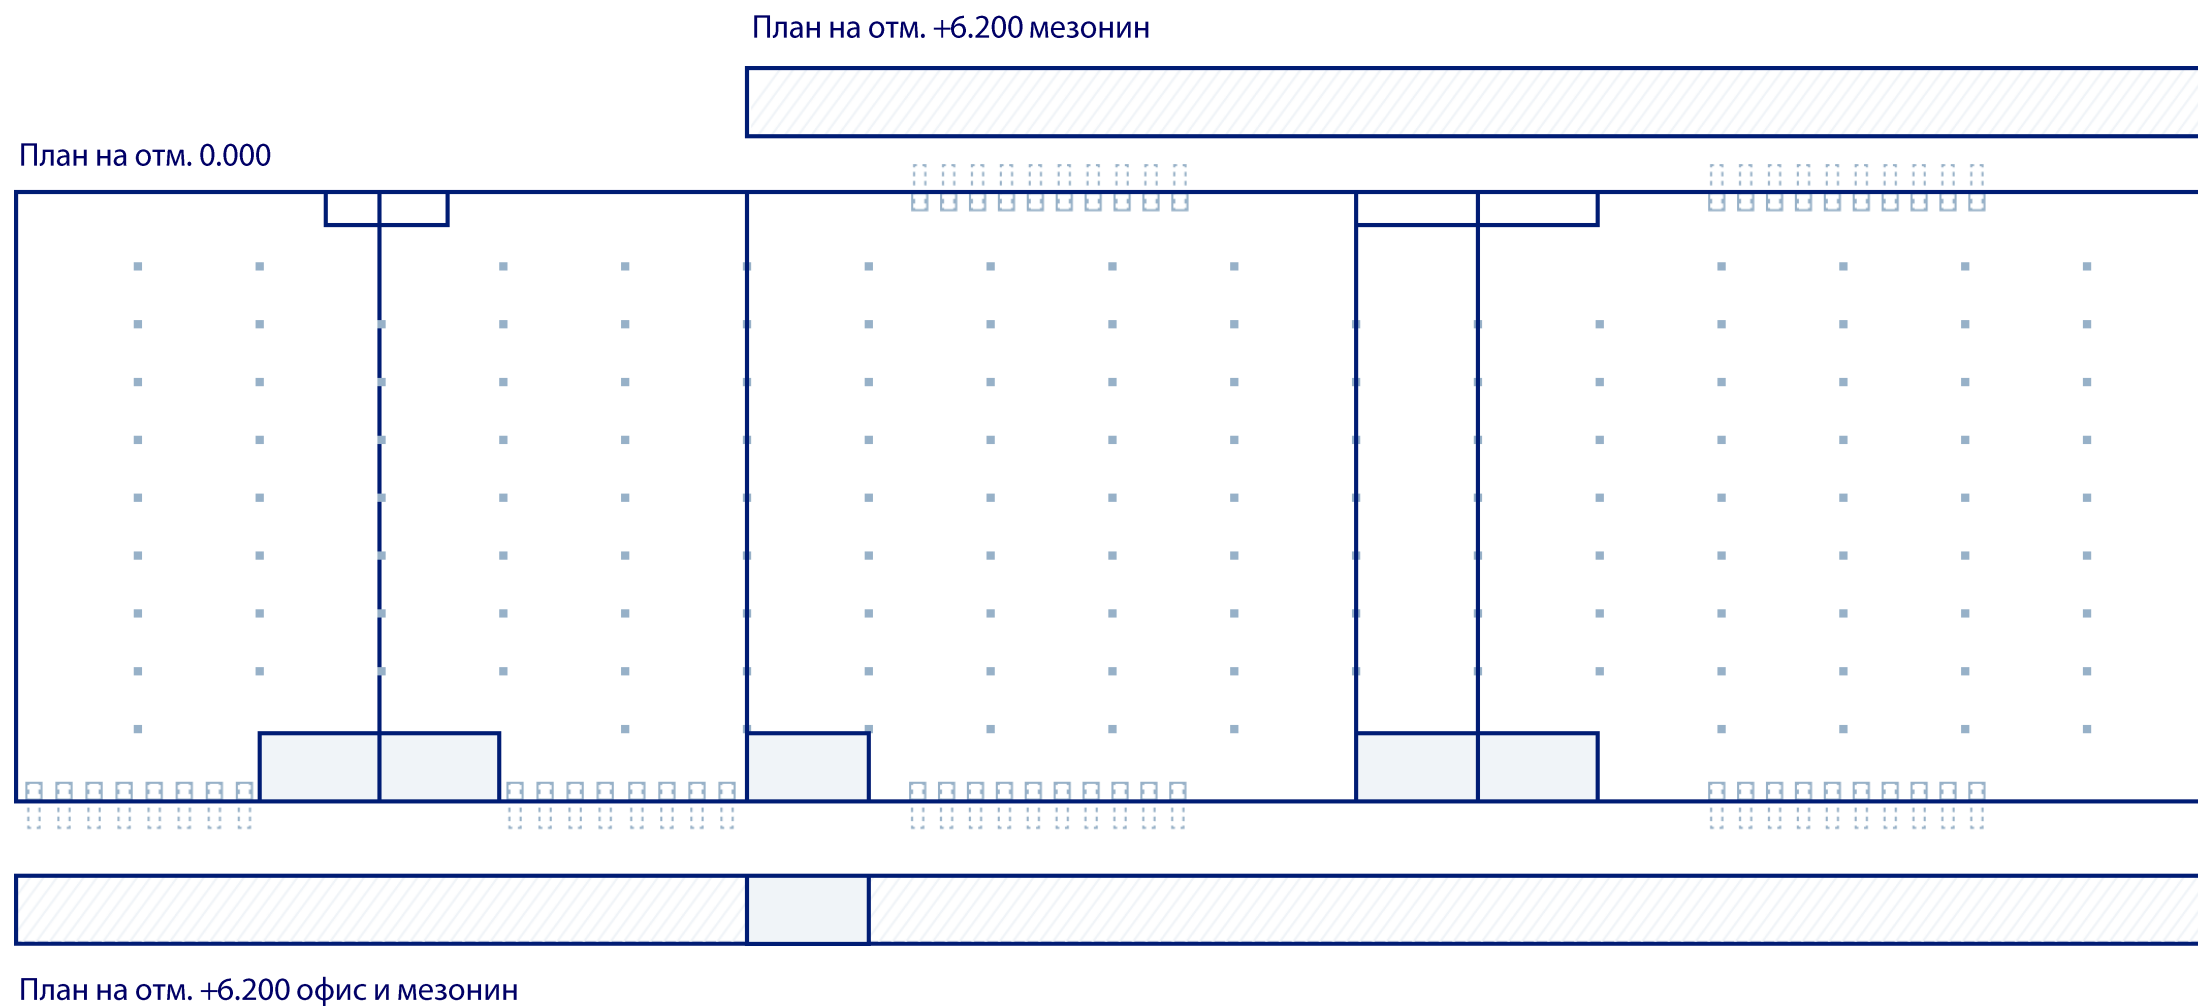 План на отм. +6.200 мезонин
План на отм. 0.000
План на отм. +6.200 офис и мезонин